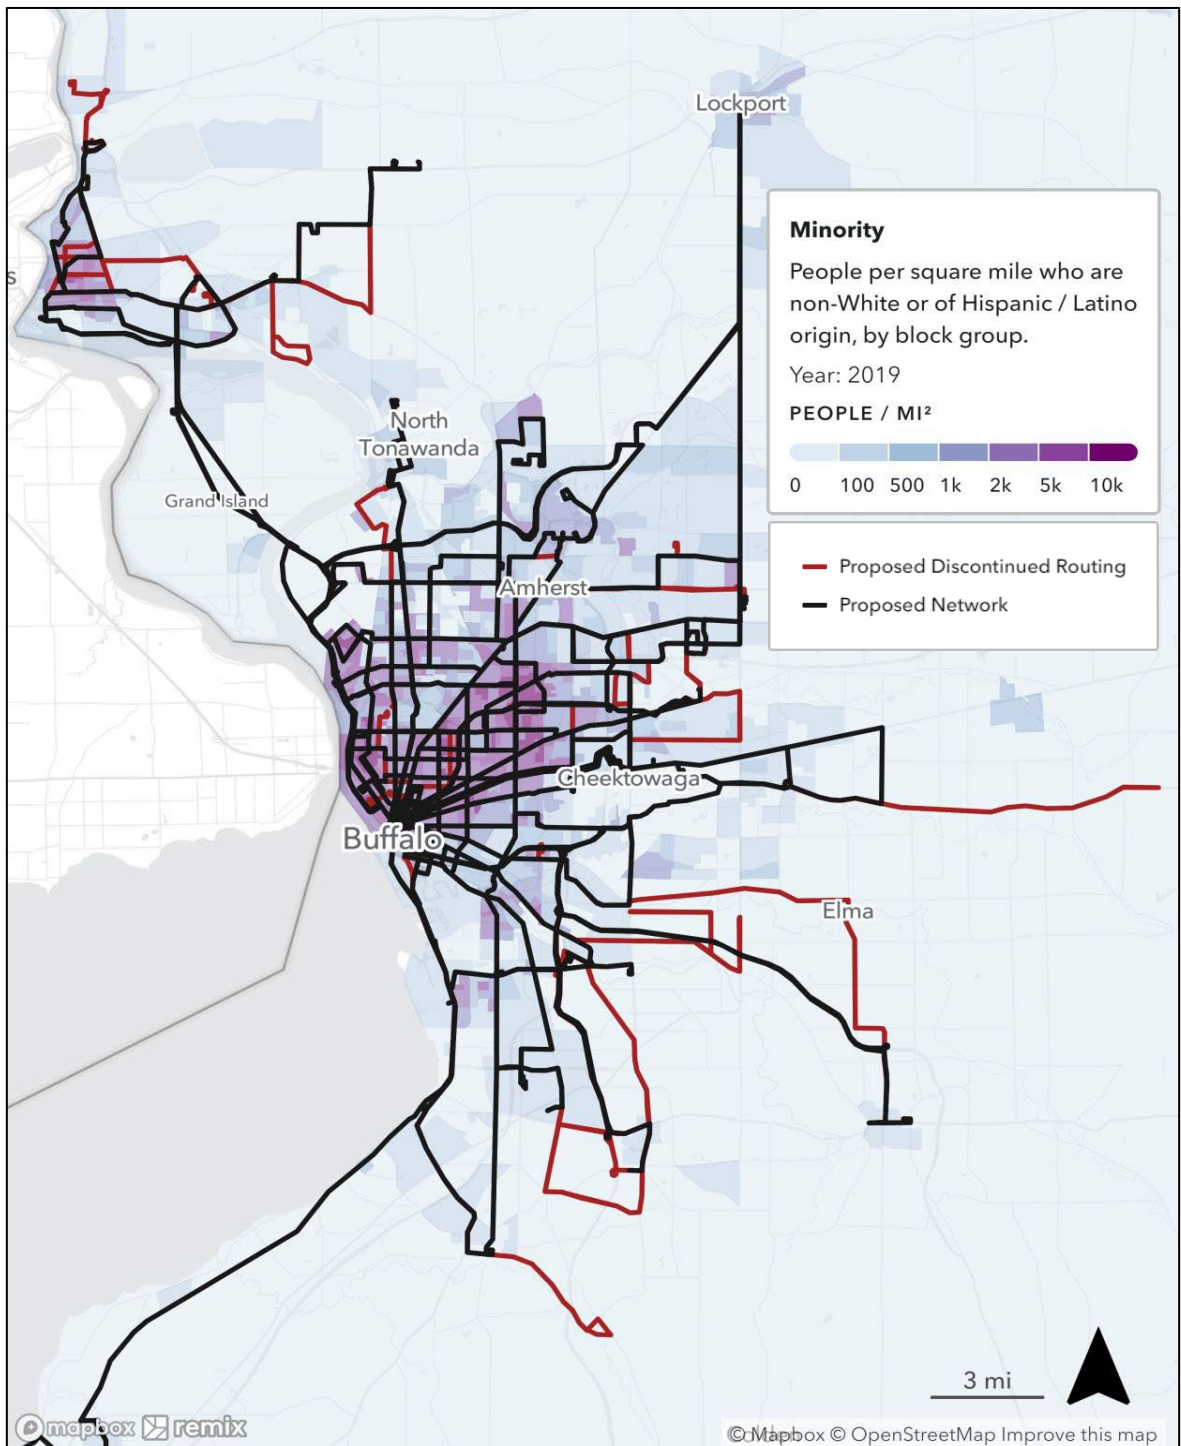 Lockport
Minority
People per square mile who are
non-White or of Hispanic / Latino
origin, by block group.
Year: 2019
PEOPLE / MI²
0 100 500 1k 2k 5k 10k
s
North
Tonawanda
Grand Island
Proposed Discontinued Routing
Amherst
Proposed Network
Cheektowaga
Buffalo
Elma
3 mi
mapbox remix
© Mapbox © OpenStreetMap Improve this map